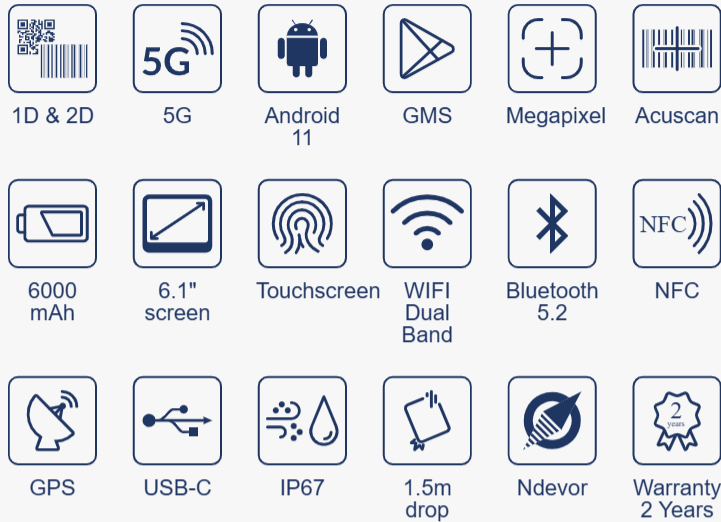 5G
1D & 2D
5G
Android
11
GMS
Megapixel
Acuscan
NFC
6000
mAh
6.1"
screen
Touchscreen
WIFI
Dual
Band
Bluetooth
5.2
NFC
2
years
GPS
USB-C
IP67
1.5m
drop
Ndevor
Warranty
2 Years